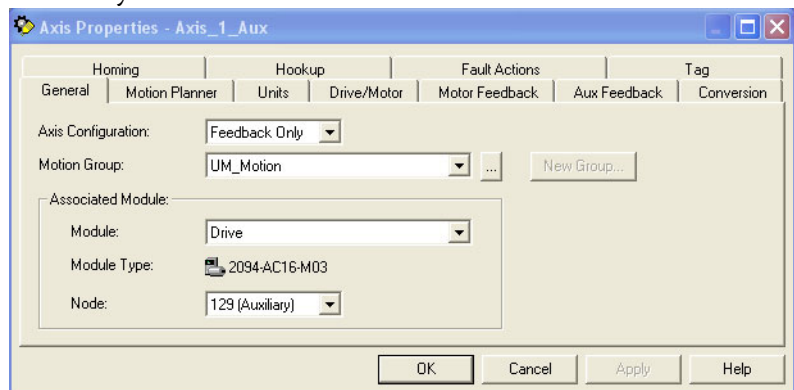 Axis Properties - Axis_1_Aux
Homing Hookup Fault Actions Tag
General Motion Planner Units Drive/Motor Motor Feedback Aux Feedback Conversion
Axis Configuration: Feedback Only
Motion Group: UM_Motion ... New Group...
Associated Module:
Module: Drive
Module Type: 2094-AC16-M03
Node: 129 (Auxiliary)
OK Cancel Apply Help